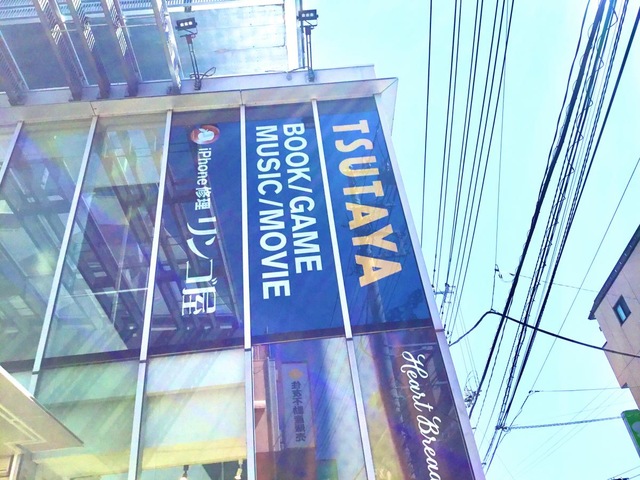 TSUTAYA
BOOK/GAME
MUSIC/MOVIE
iPhone修理
リンゴ屋
Heart Bread